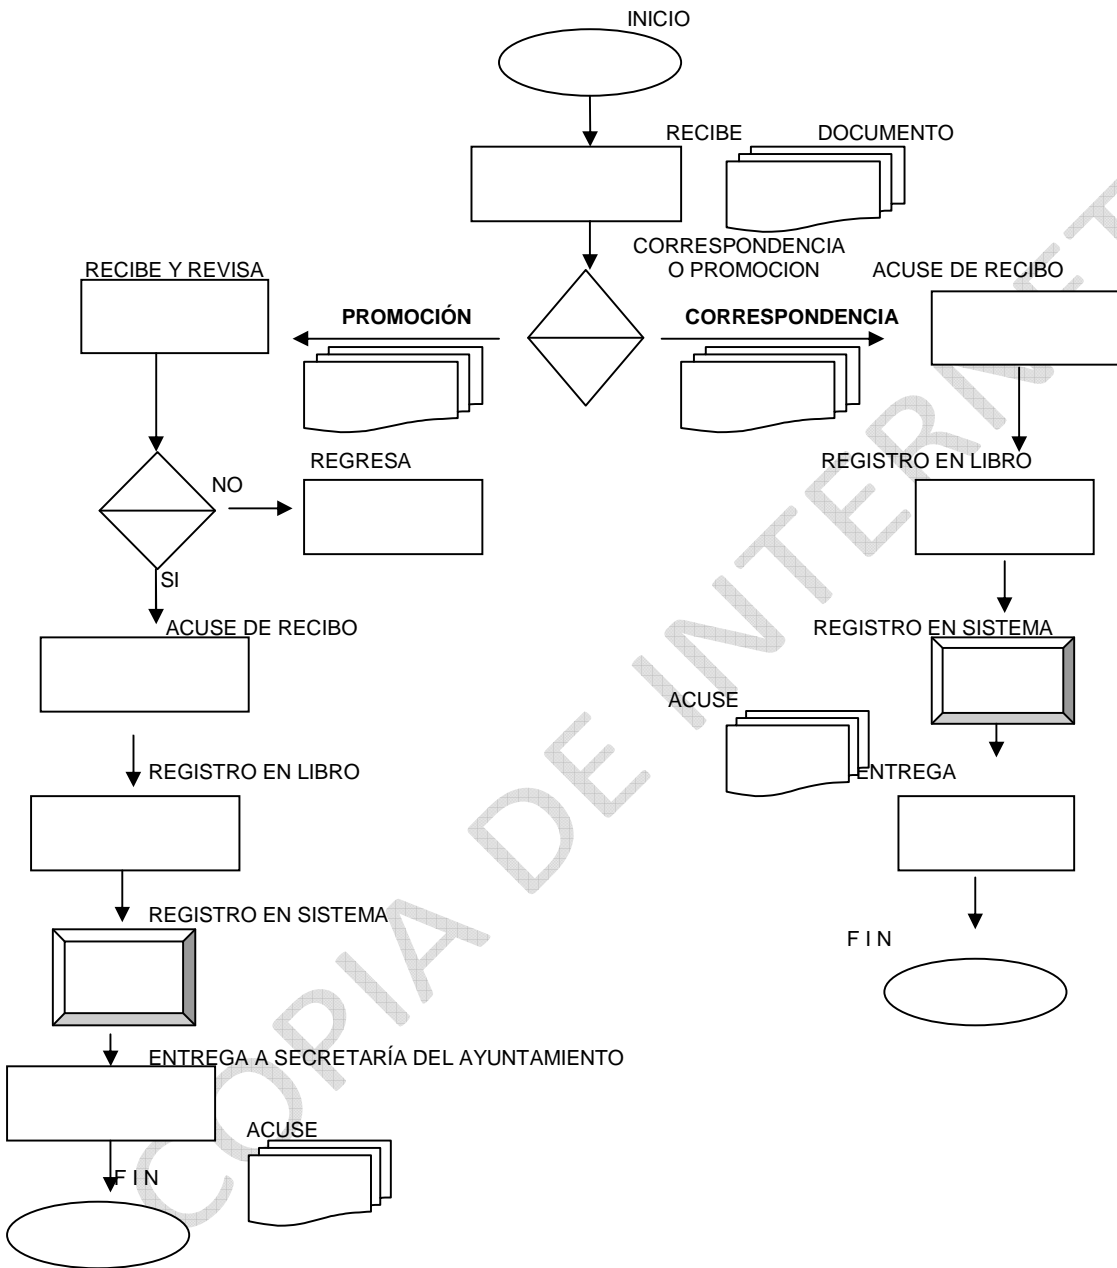 INICIO
RECIBE
DOCUMENTO
CORRESPONDENCIA
O PROMOCION
RECIBE Y REVISA
ACUSE DE RECIBO
PROMOCIÓN
CORRESPONDENCIA
REGISTRO EN LIBRO
REGRESA
NO
SI
ACUSE DE RECIBO
REGISTRO EN SISTEMA
ACUSE
REGISTRO EN LIBRO
ENTREGA
REGISTRO EN SISTEMA
F I N
ENTREGA A SECRETARÍA DEL AYUNTAMIENTO
ACUSE
F I N
COPIA DE INTERNET